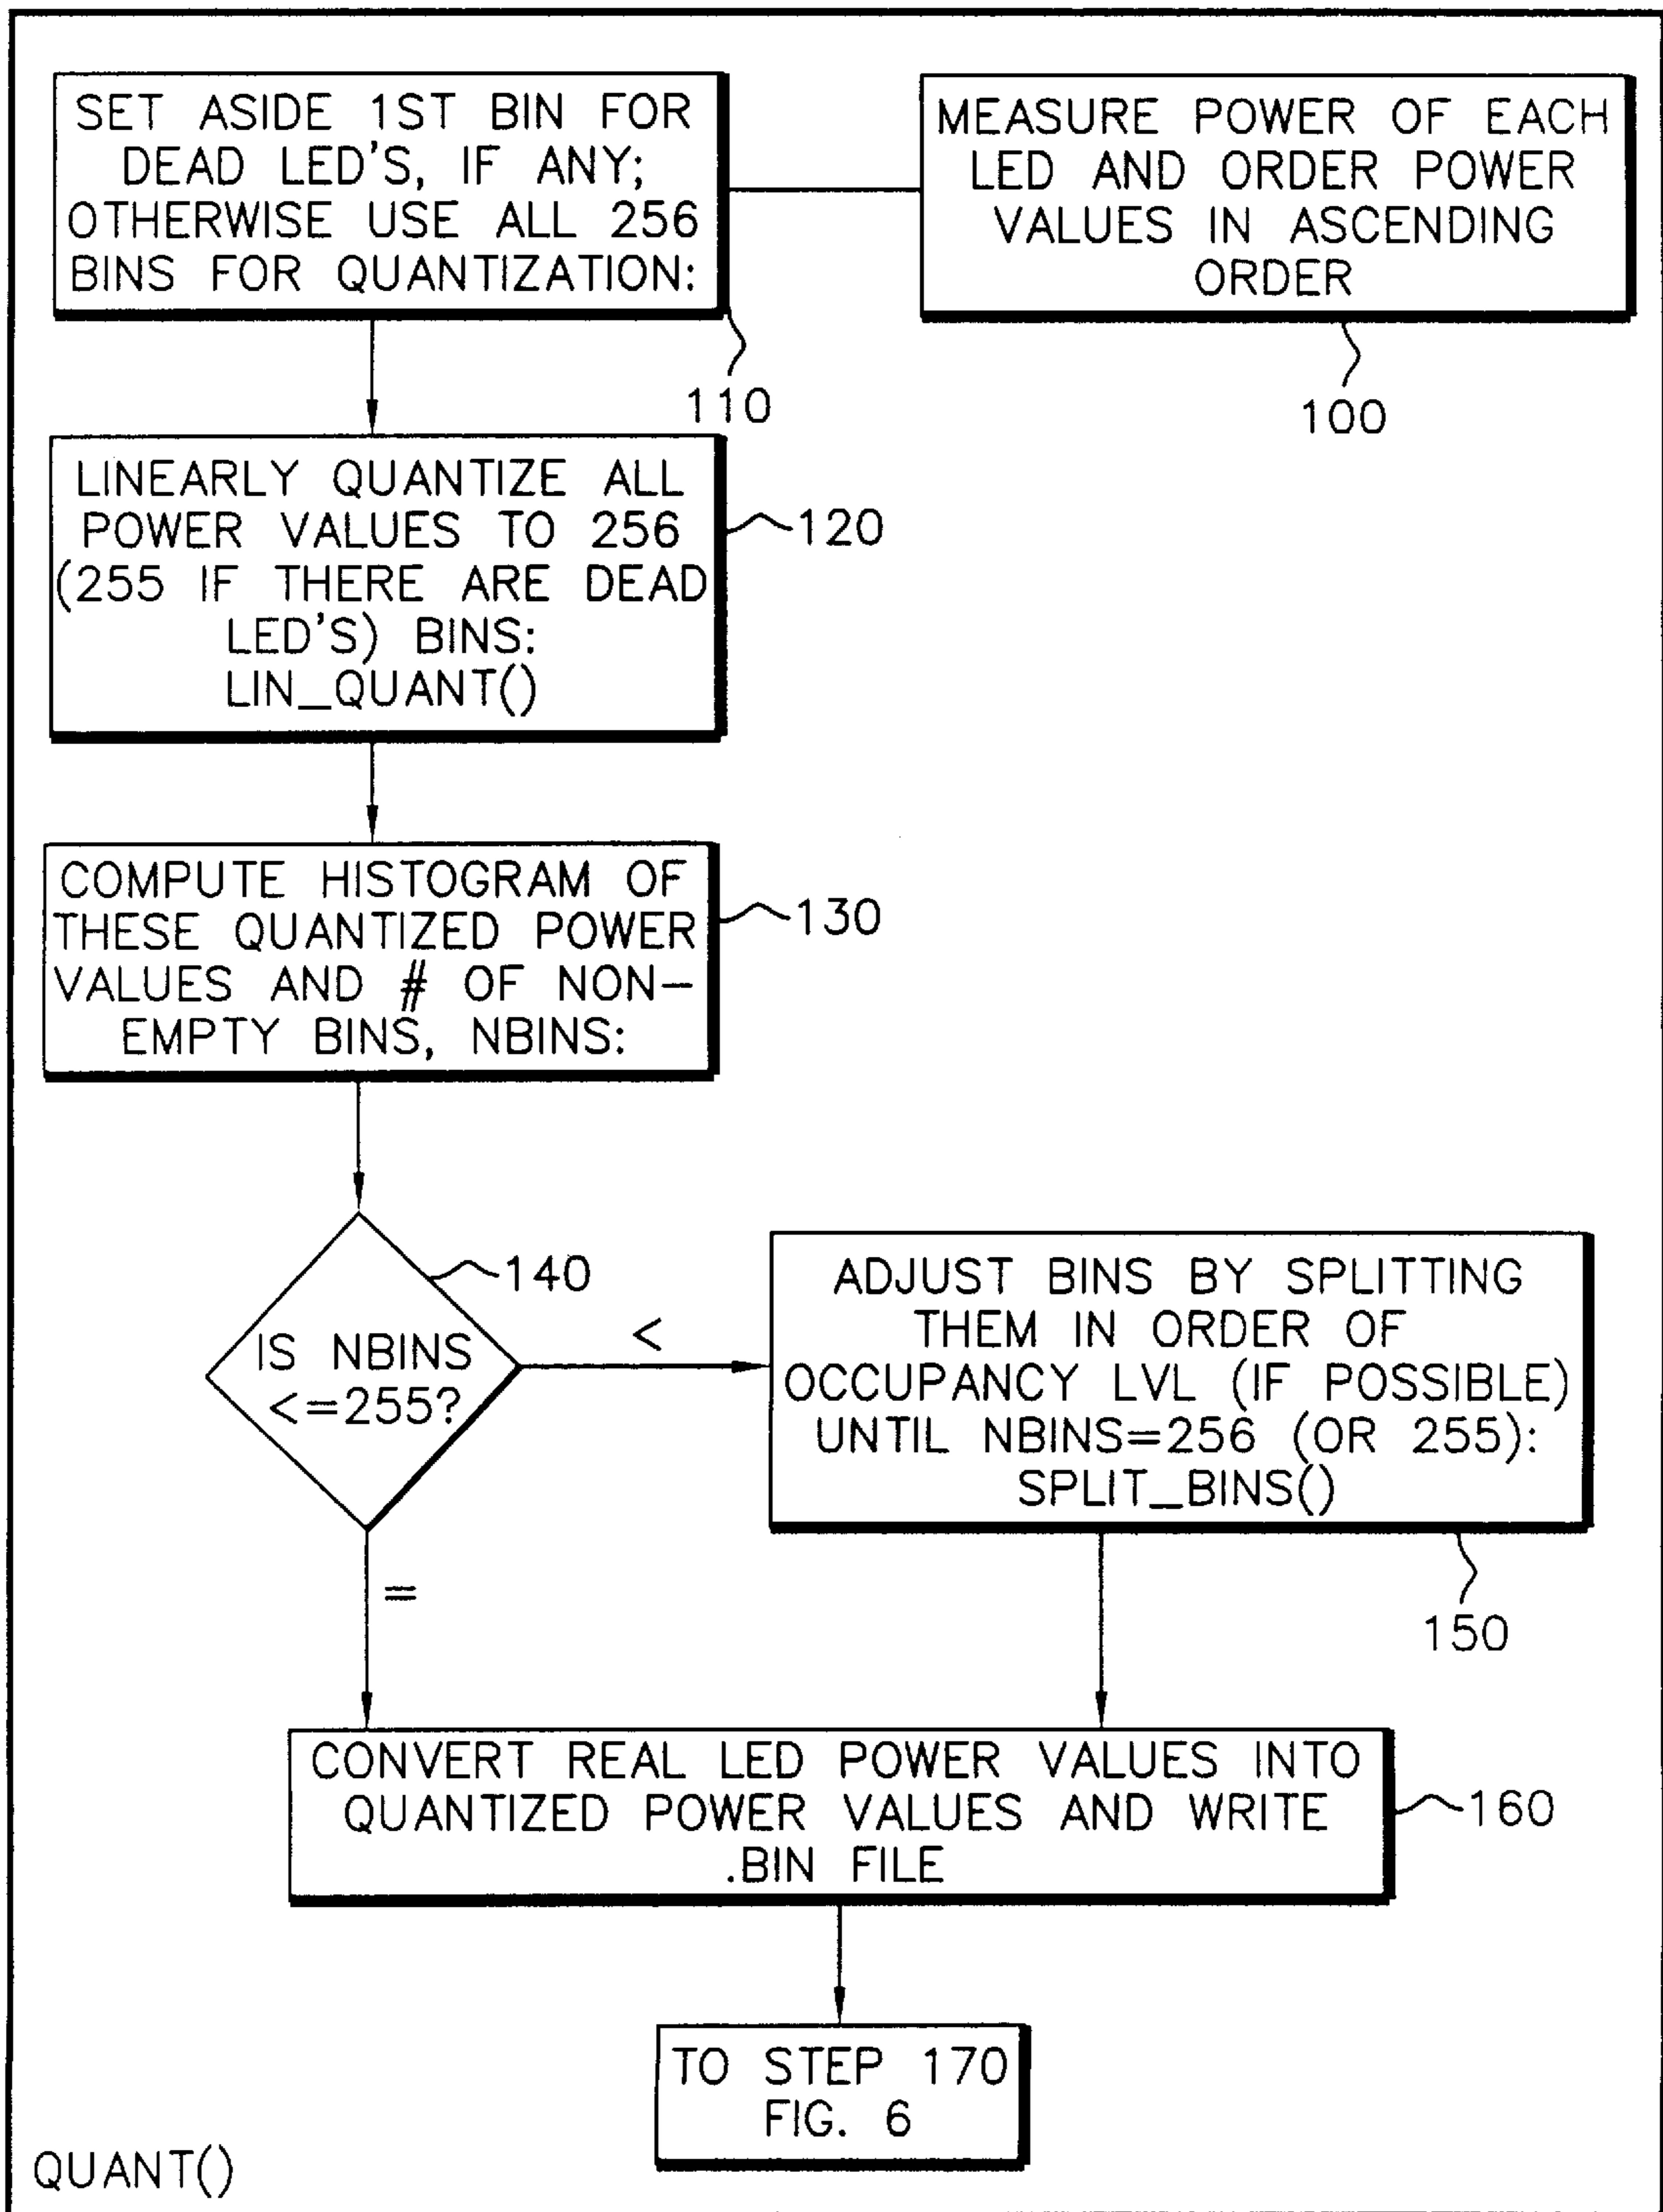 SET ASIDE 1ST BIN FOR
DEAD LED'S, IF ANY;
OTHERWISE USE ALL 256
BINS FOR QUANTIZATION:
110
MEASURE POWER OF EACH
LED AND ORDER POWER
VALUES IN ASCENDING
ORDER
100
LINEARLY QUANTIZE ALL
POWER VALUES TO 256
(255 IF THERE ARE DEAD
LED'S) BINS:
LIN_QUANT()
120
COMPUTE HISTOGRAM OF
THESE QUANTIZED POWER
VALUES AND # OF NON-
EMPTY BINS, NBINS:
130
IS NBINS
<=255?
140
<
=
ADJUST BINS BY SPLITTING
THEM IN ORDER OF
OCCUPANCY LVL (IF POSSIBLE)
UNTIL NBINS=256 (OR 255):
SPLIT_BINS()
150
CONVERT REAL LED POWER VALUES INTO
QUANTIZED POWER VALUES AND WRITE
.BIN FILE
160
TO STEP 170
FIG. 6
QUANT()